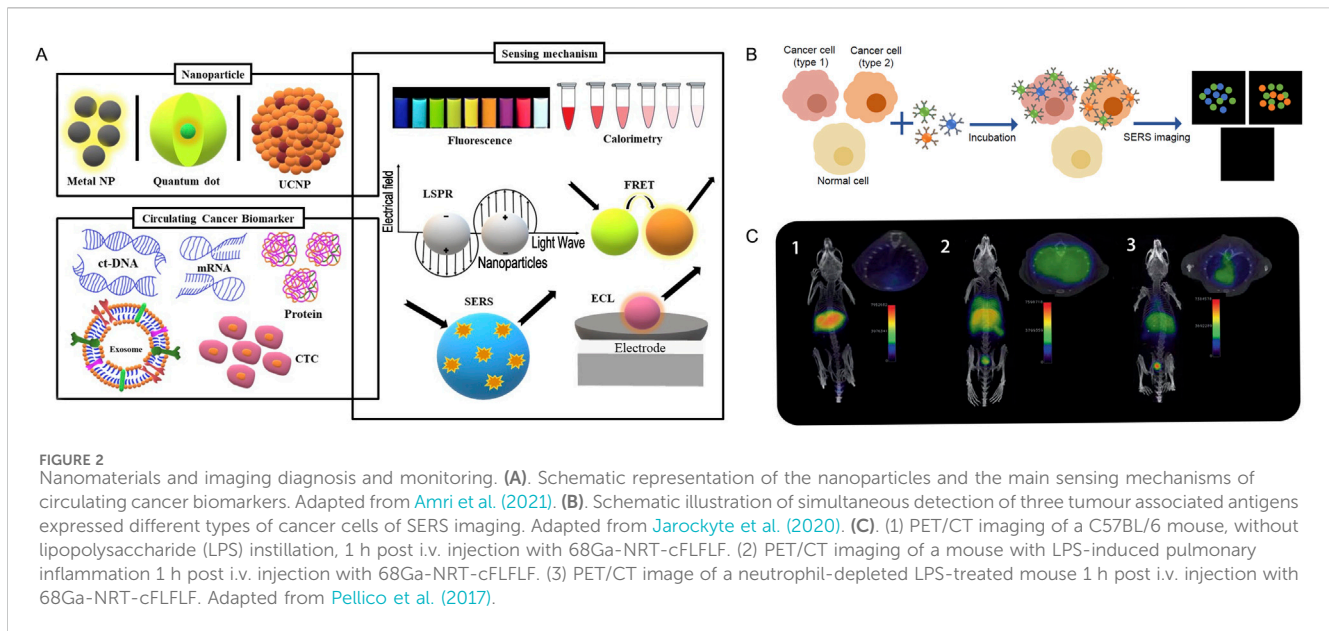 A
Nanoparticle
Metal NP
Quantum dot
UCNP
Circulating Cancer Biomarker
ct-DNA
mRNA
Protein
Exosome
CTC
Sensing mechanism
Fluorescence
Calorimetry
Electrical field
LSPR
-
+
+
-
Light Wave
Nanoparticles
FRET
SERS
ECL
Electrode
B
Cancer cell
(type 1)
Cancer cell
(type 2)
Normal cell
+
Incubation
SERS imaging
C
1
2
3
FIGURE 2
Nanomaterials and imaging diagnosis and monitoring. (A). Schematic representation of the nanoparticles and the main sensing mechanisms of
circulating cancer biomarkers. Adapted from Amri et al. (2021). (B). Schematic illustration of simultaneous detection of three tumour associated antigens
expressed different types of cancer cells of SERS imaging. Adapted from Jarockyte et al. (2020). (C). (1) PET/CT imaging of a C57BL/6 mouse, without
lipopolysaccharide (LPS) instillation, 1 h post i.v. injection with 68Ga-NRT-cFLFLF. (2) PET/CT imaging of a mouse with LPS-induced pulmonary
inflammation 1 h post i.v. injection with 68Ga-NRT-cFLFLF. (3) PET/CT image of a neutrophil-depleted LPS-treated mouse 1 h post i.v. injection with
68Ga-NRT-cFLFLF. Adapted from Pellico et al. (2017).